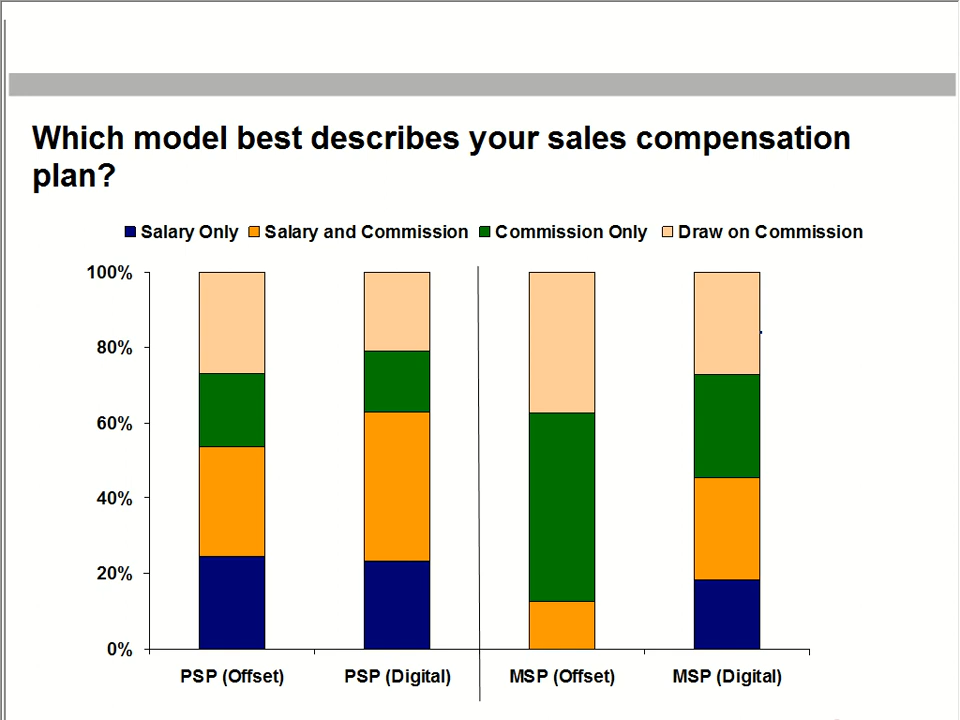 Which model best describes your sales compensation
plan?
Salary Only Salary and Commission Commission Only Draw on Commission
100%
80%
60%
40%
20%
0%
PSP (Offset) PSP (Digital) MSP (Offset) MSP (Digital)